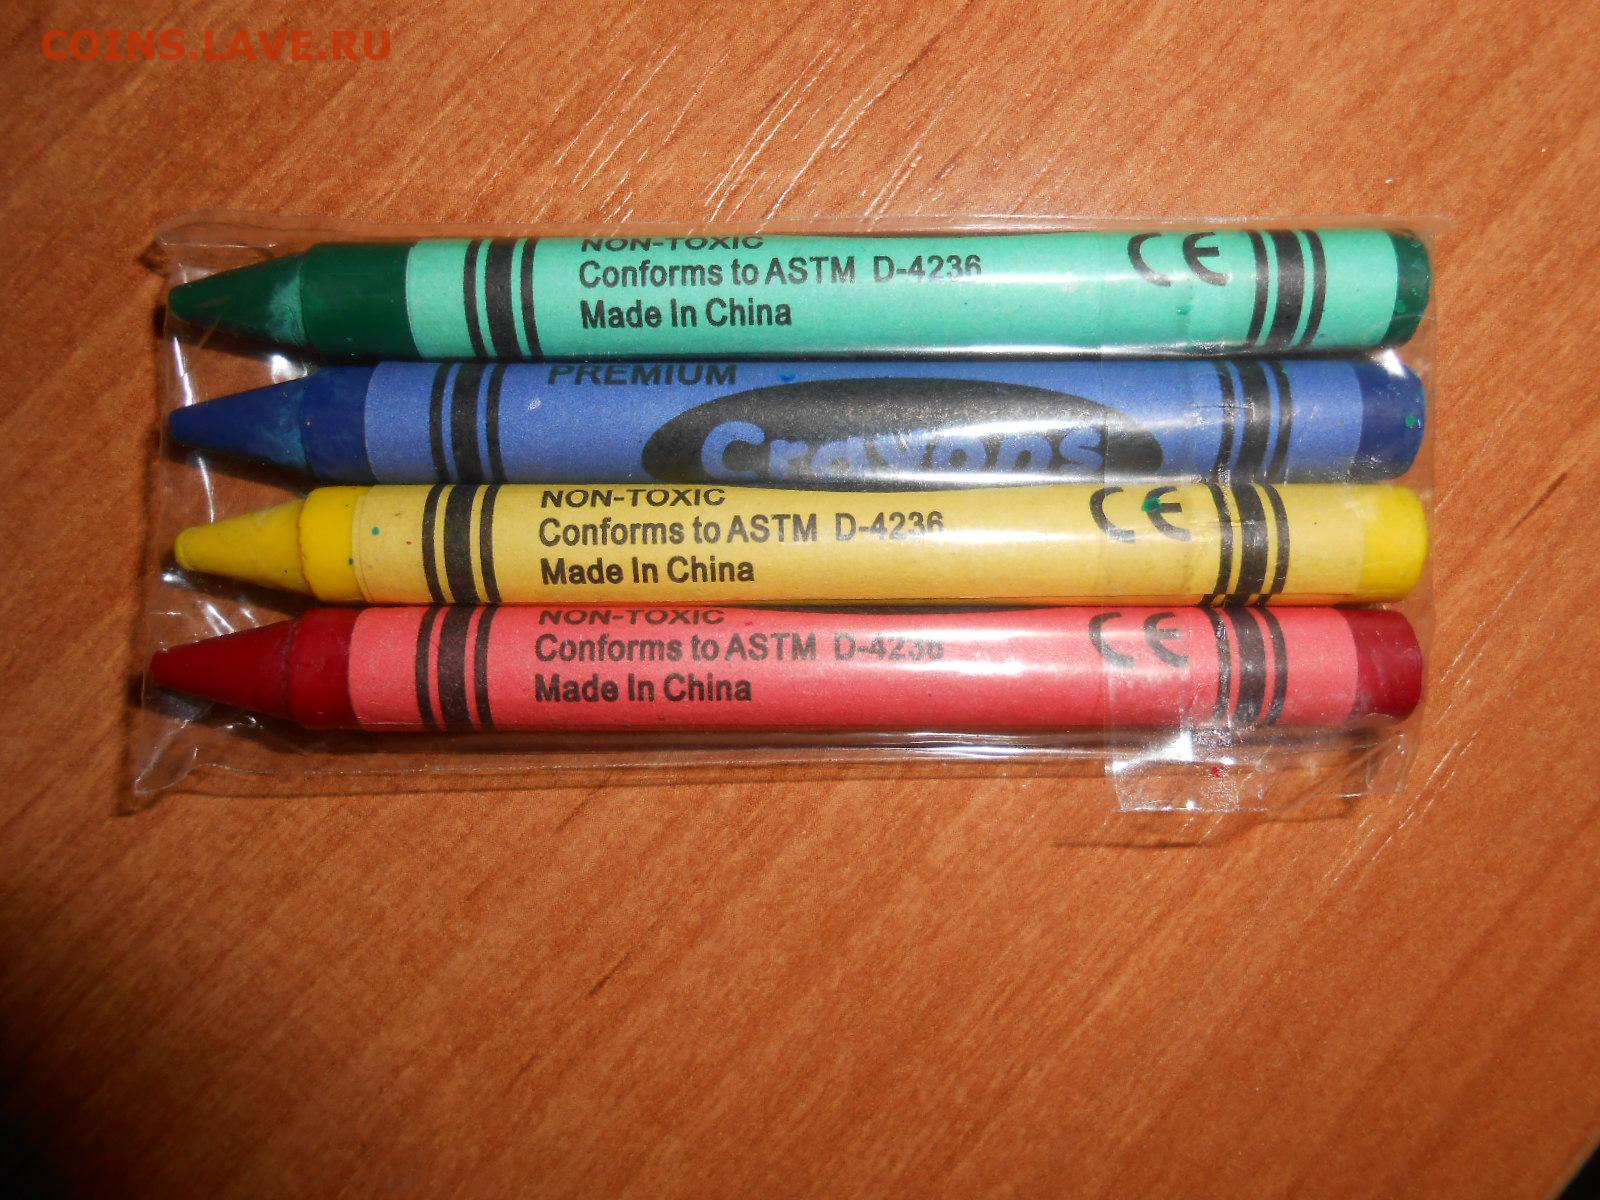 COINS.LAVE.RU
NON-TOXIC
Conforms to ASTM D-4236
Made In China
CE
PREMIUM
Crayons
NON-TOXIC
Conforms to ASTM D-4236
Made In China
CE
NON-TOXIC
Conforms to ASTM D-4236
Made In China
CE